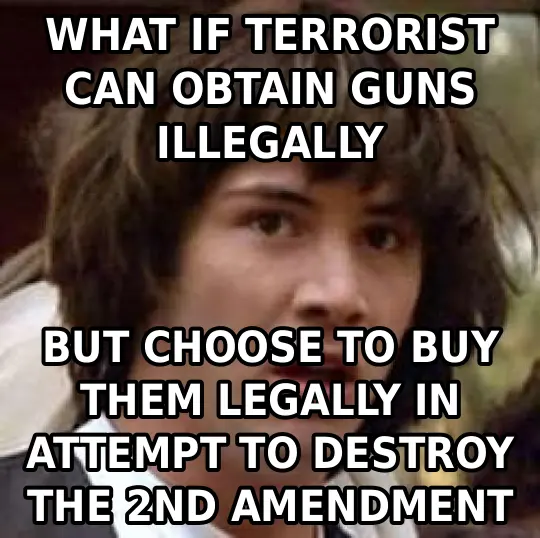 WHAT IF TERRORIST
CAN OBTAIN GUNS
ILLEGALLY
BUT CHOOSE TO BUY
THEM LEGALLY IN
ATTEMPT TO DESTROY
THE 2ND AMENDMENT